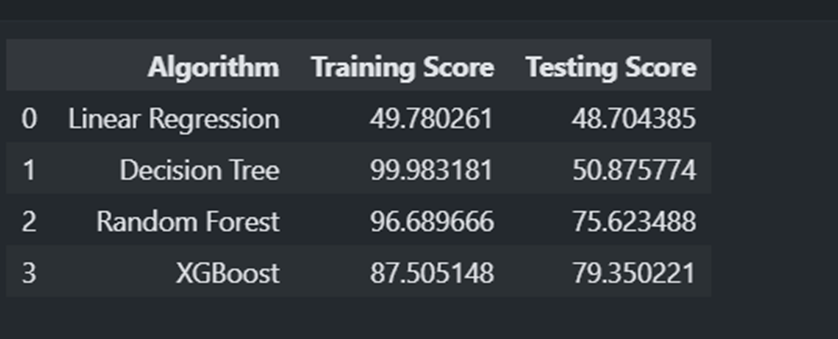 Algorithm Training Score Testing Score
0 Linear Regression 49.780261 48.704385
1 Decision Tree 99.983181 50.875774
2 Random Forest 96.689666 75.623488
3 XGBoost 87.505148 79.350221